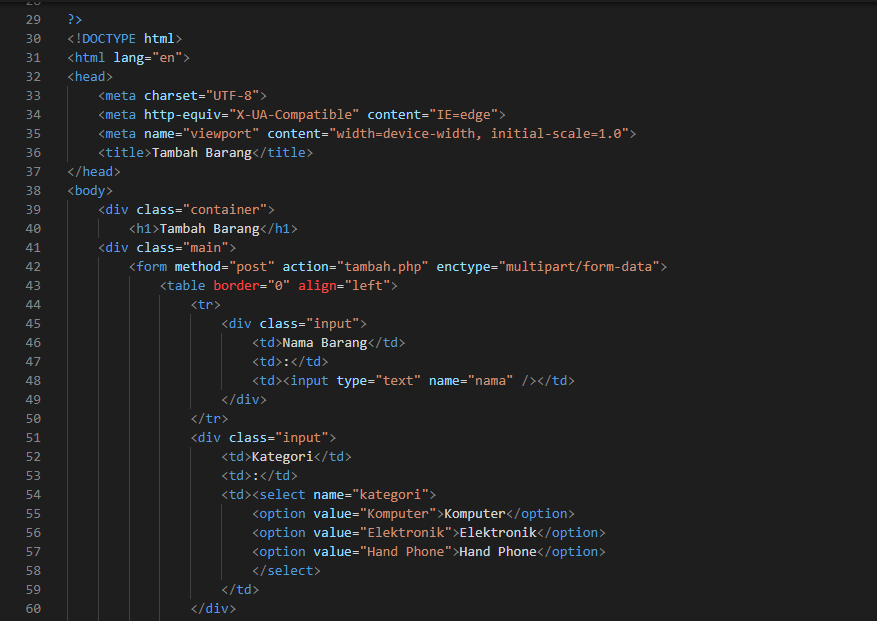 29 ?>
30 <!DOCTYPE html>
31 <html lang="en">
32 <head>
33 <meta charset="UTF-8">
34 <meta http-equiv="X-UA-Compatible" content="IE=edge">
35 <meta name="viewport" content="width=device-width, initial-scale=1.0">
36 <title>Tambah Barang</title>
37 </head>
38 <body>
39 <div class="container">
40 <h1>Tambah Barang</h1>
41 <div class="main">
42 <form method="post" action="tambah.php" enctype="multipart/form-data">
43 <table border="0" align="left">
44 <tr>
45 <div class="input">
46 <td>Nama Barang</td>
47 <td>:</td>
48 <td><input type="text" name="nama" /></td>
49 </div>
50 </tr>
51 <div class="input">
52 <td>Kategori</td>
53 <td>:</td>
54 <td><select name="kategori">
55 <option value="Komputer">Komputer</option>
56 <option value="Elektronik">Elektronik</option>
57 <option value="Hand Phone">Hand Phone</option>
58 </select>
59 </td>
60 </div>